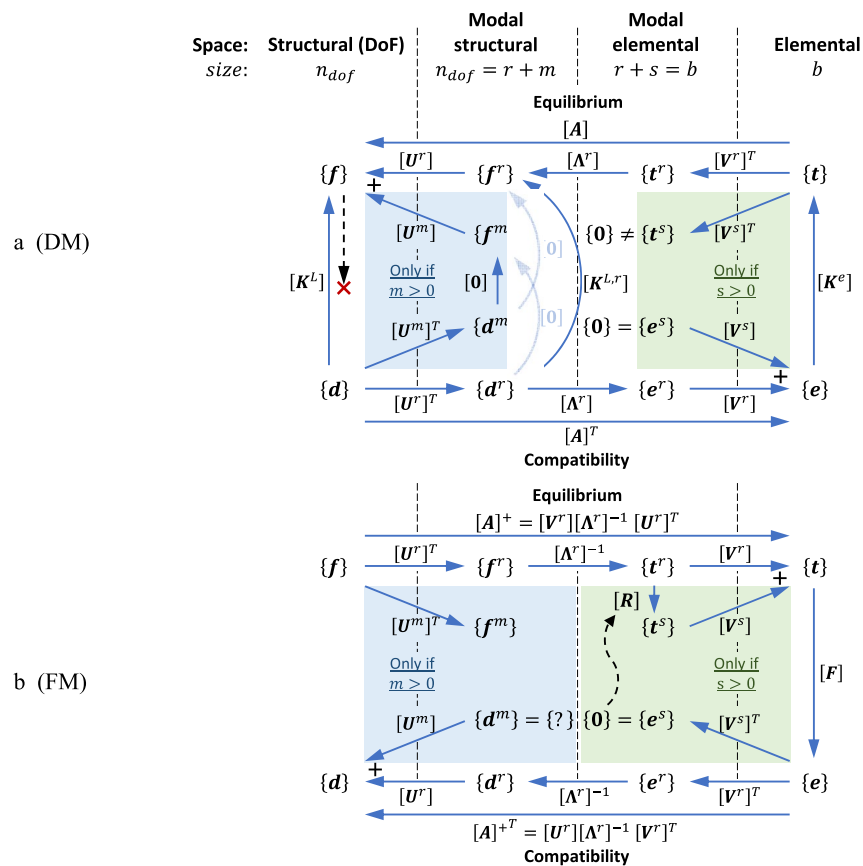 Space: Structural (DoF) Modal structural Modal elemental Elemental
size: n_dof n_dof = r + m r + s = b b
Equilibrium
[A]
[U^r] [Λ^r] [V^r]^T
{f} {f^r} {t^r} {t}
+
[U^m] {f^m [0] {0} ≠ {t^s} [V^s]^T
a (DM)
[K^L] Only if m > 0 [0] [K^{L,r}] Only if s > 0 [K^e]
[U^m]^T {d^m [0] {0} = {e^s} [V^s]
+
{d} {d^r} {e^r} {e}
[U^r]^T [Λ^r] [V^r]
[A]^T
Compatibility
Equilibrium
[A]^+ = [V^r][Λ^r]^{-1} [U^r]^T
[U^r]^T [Λ^r]^{-1} [V^r]
{f} {f^r} {t^r} {t}
+
[R]
[U^m]^T {f^m} {t^s} [V^s]
b (FM)
Only if m > 0 Only if s > 0 [F]
[U^m] {d^m} = {?} {0} = {e^s} [V^s]^T
+
{d} {d^r} {e^r} {e}
[U^r] [Λ^r]^{-1} [V^r]^T
[A]^{+T} = [U^r][Λ^r]^{-1} [V^r]^T
Compatibility